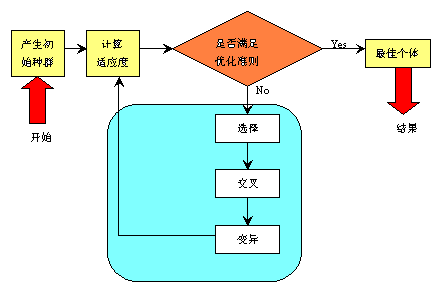 产生初
始种群
计算
适应度
是否满足
优化准则
Yes
最佳个体
No
开始
结果
选择
交叉
变异